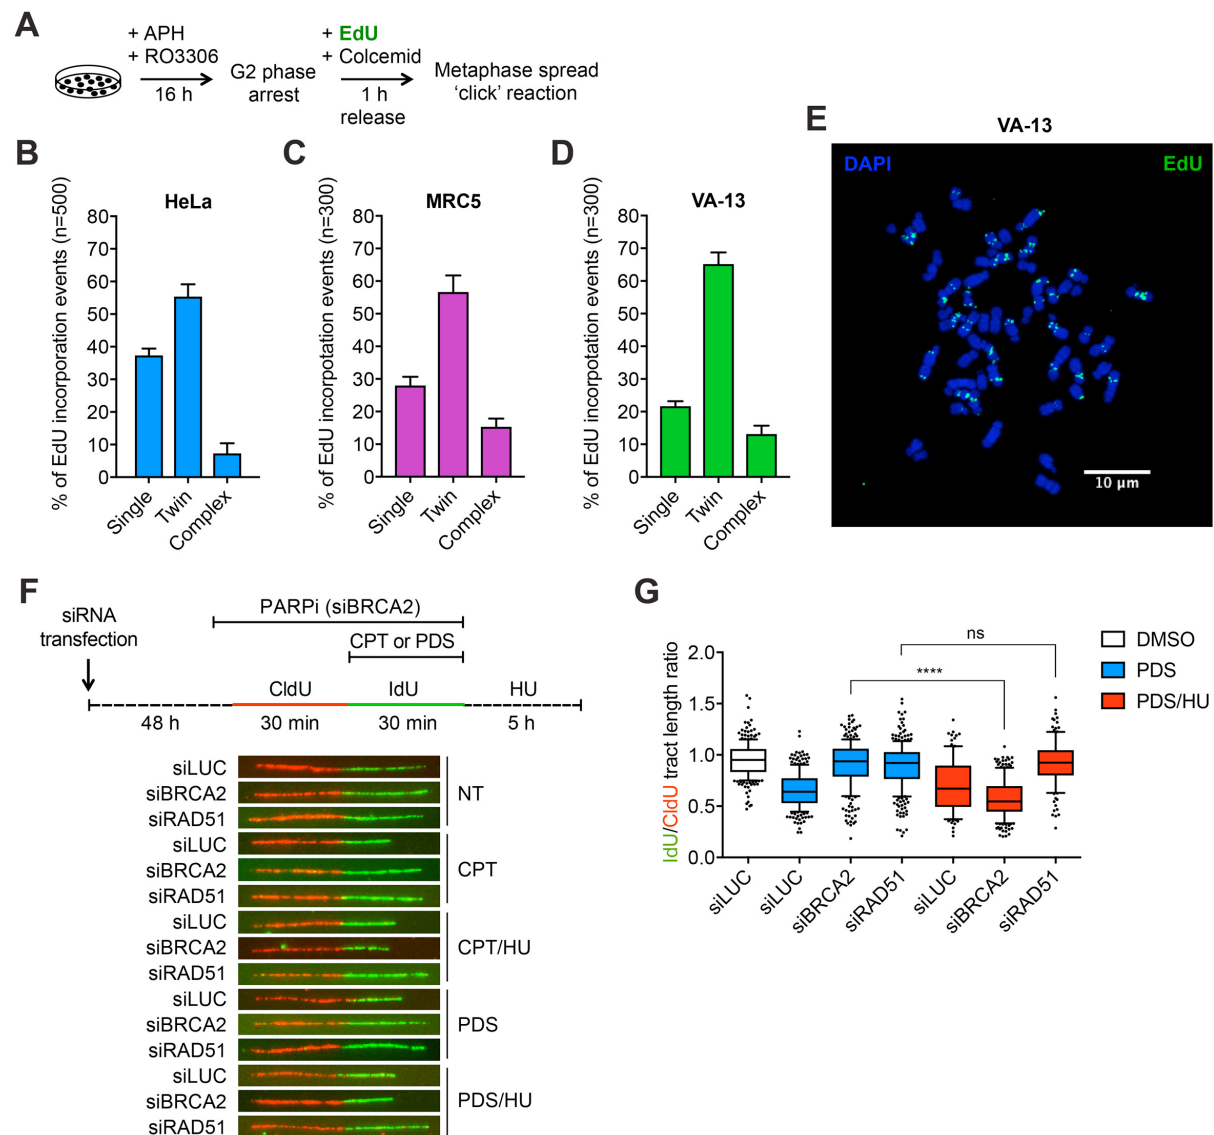 A
+ APH
+ RO3306
16 h
G2 phase
arrest
+ EdU
+ Colcemid
1 h
release
Metaphase spread
‘click’ reaction
B
% of EdU incorporation events (n=500)
HeLa
80
70
60
50
40
30
20
10
0
Single
Twin
Complex
C
% of EdU incorpotation events (n=300)
MRC5
80
70
60
50
40
30
20
10
0
Single
Twin
Complex
D
% of EdU incorporation events (n=300)
VA-13
80
70
60
50
40
30
20
10
0
Single
Twin
Complex
E
VA-13
DAPI
EdU
10 μm
F
siRNA
transfection
PARPi (siBRCA2)
CPT or PDS
CldU
IdU
HU
48 h
30 min
30 min
5 h
siLUC
siBRCA2
siRAD51
NT
siLUC
siBRCA2
siRAD51
CPT
siLUC
siBRCA2
siRAD51
CPT/HU
siLUC
siBRCA2
siRAD51
PDS
siLUC
siBRCA2
siRAD51
PDS/HU
G
IdU/CldU tract length ratio
2.0
1.5
1.0
0.5
0.0
ns
****
DMSO
PDS
PDS/HU
siLUC
siLUC
siBRCA2
siRAD51
siLUC
siBRCA2
siRAD51